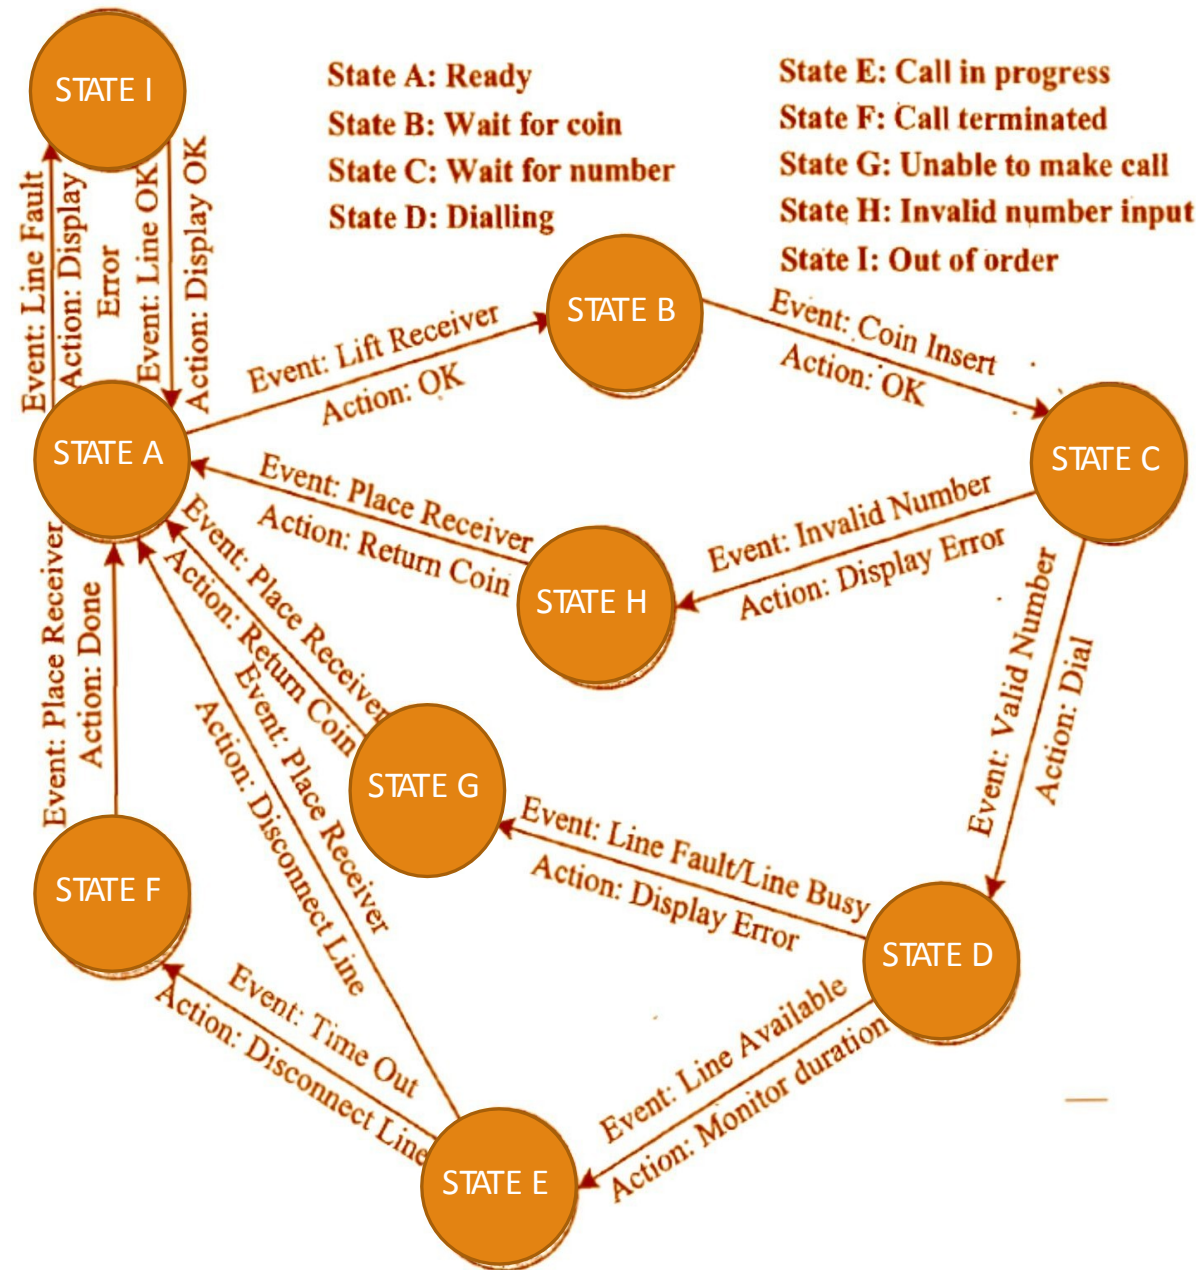 STATE I
State A: Ready
State B: Wait for coin
State C: Wait for number
State D: Dialling
State E: Call in progress
State F: Call terminated
State G: Unable to make call
State H: Invalid number input
State I: Out of order
Event: Line Fault
Action: Display
Error
Event: Line OK
Action: Display OK
STATE B
Event: Lift Receiver
Action: OK
Event: Coin Insert
Action: OK
STATE A
STATE C
Event: Place Receiver
Action: Return Coin
Event: Invalid Number
Action: Display Error
STATE H
Event: Place Receiver
Action: Done
Event: Place Receiver
Action: Return Coin
Event: Place Receiver
Action: Disconnect Line
Event: Valid Number
Action: Dial
STATE G
Event: Line Fault/Line Busy
Action: Display Error
STATE F
STATE D
Event: Time Out
Action: Disconnect Line
Event: Line Available
Action: Monitor duration
STATE E